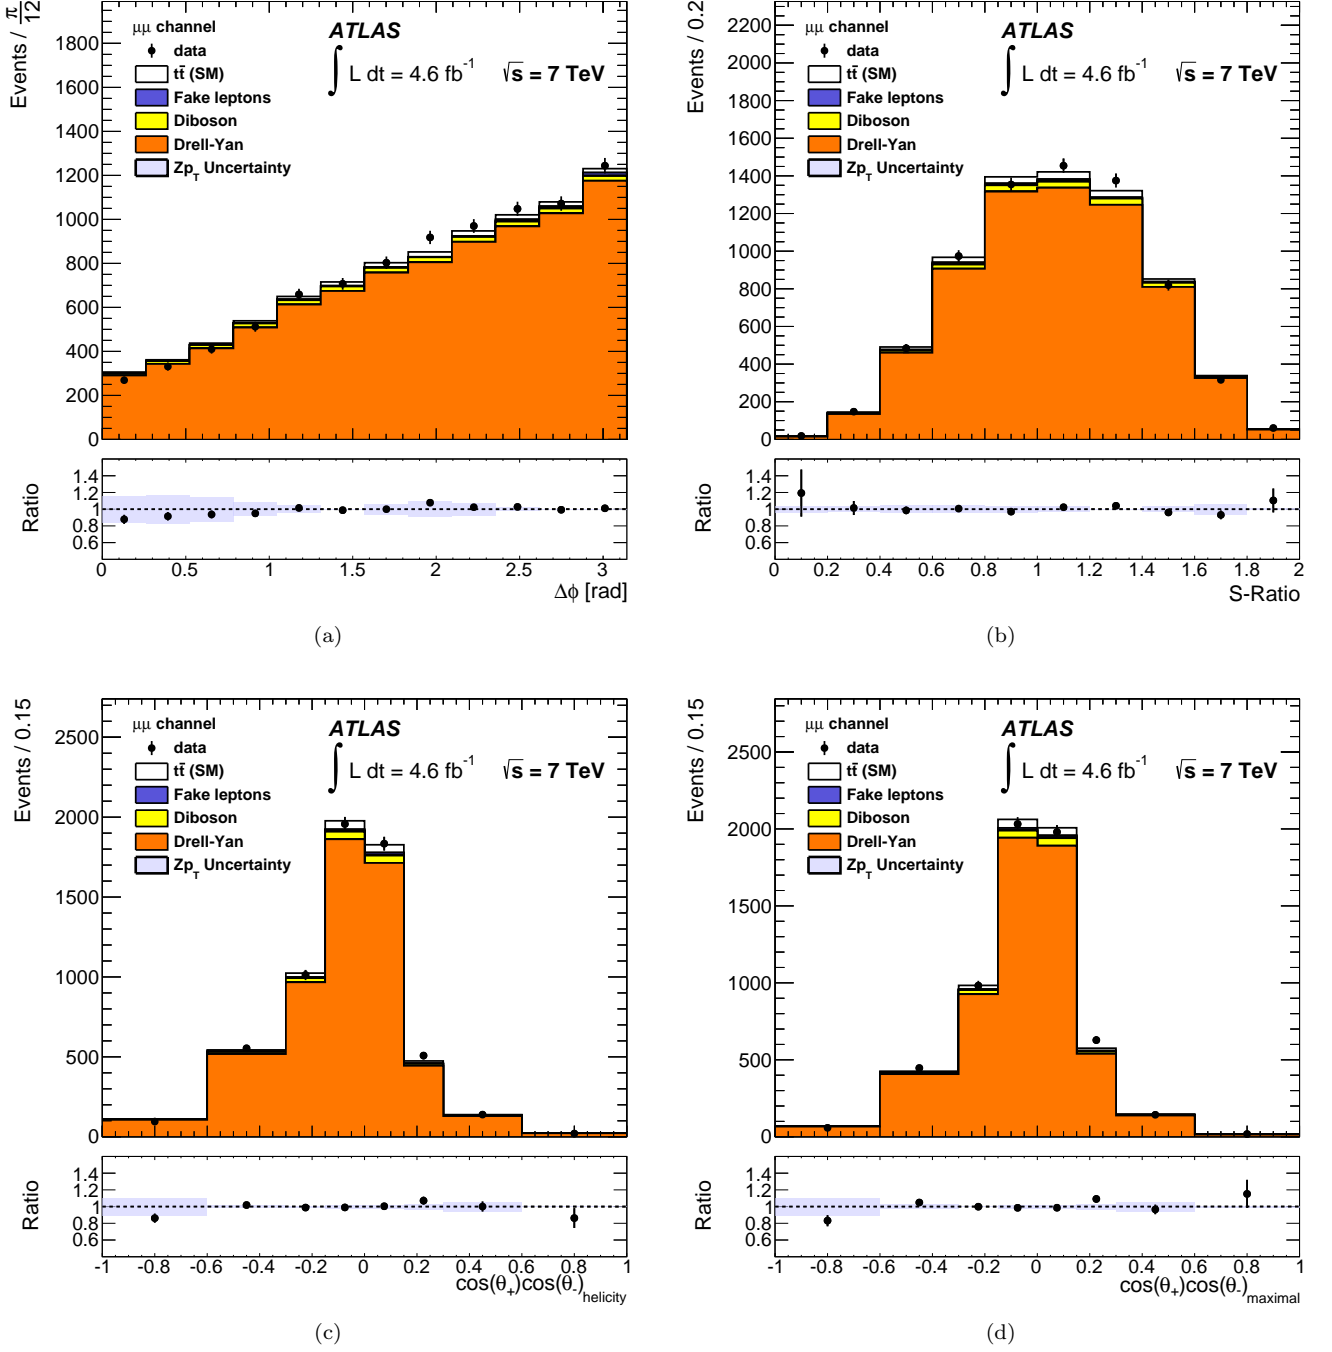 Events / π/12
μμ channel
data
tt̄ (SM)
Fake leptons
Diboson
Drell-Yan
Zp_T Uncertainty
ATLAS
∫ L dt = 4.6 fb⁻¹ √s = 7 TeV
1800
1600
1400
1200
1000
800
600
400
200
0
Ratio
1.4
1.2
1
0.8
0.6
0 0.5 1 1.5 2 2.5 3
Δϕ [rad]
(a)
Events / 0.2
μμ channel
data
tt̄ (SM)
Fake leptons
Diboson
Drell-Yan
Zp_T Uncertainty
ATLAS
∫ L dt = 4.6 fb⁻¹ √s = 7 TeV
2200
2000
1800
1600
1400
1200
1000
800
600
400
200
0
Ratio
1.4
1.2
1
0.8
0.6
0 0.2 0.4 0.6 0.8 1 1.2 1.4 1.6 1.8 2
S-Ratio
(b)
Events / 0.15
μμ channel
data
tt̄ (SM)
Fake leptons
Diboson
Drell-Yan
Zp_T Uncertainty
ATLAS
∫ L dt = 4.6 fb⁻¹ √s = 7 TeV
2500
2000
1500
1000
500
0
Ratio
1.4
1.2
1
0.8
0.6
-1 -0.8 -0.6 -0.4 -0.2 0 0.2 0.4 0.6 0.8 1
cos(θ₊)cos(θ₋)_helicity
(c)
Events / 0.15
μμ channel
data
tt̄ (SM)
Fake leptons
Diboson
Drell-Yan
Zp_T Uncertainty
ATLAS
∫ L dt = 4.6 fb⁻¹ √s = 7 TeV
2500
2000
1500
1000
500
0
Ratio
1.4
1.2
1
0.8
0.6
-1 -0.8 -0.6 -0.4 -0.2 0 0.2 0.4 0.6 0.8 1
cos(θ₊)cos(θ₋)_maximal
(d)